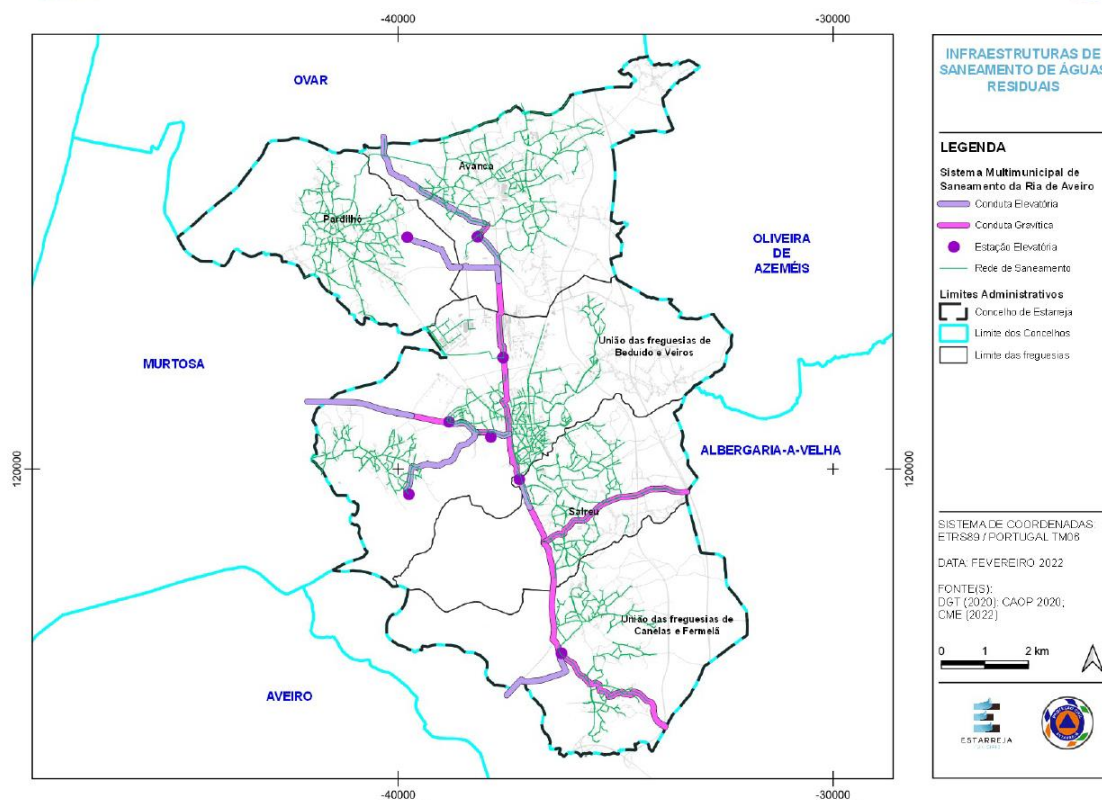 -40000
-30000
OVAR
Avanca
Pardilhó
OLIVEIRA
DE
AZEMÉIS
União das freguesias de
Beduído e Veiros
MURTOSA
ALBERGARIA-A-VELHA
120000
120000
Salreu
União das freguesias de
Canelas e Fermelã
AVEIRO
-40000
-30000
INFRAESTRUTURAS DE
SANEAMENTO DE ÁGUAS
RESIDUAIS
LEGENDA
Sistema Multimunicipal de
Saneamento da Ria de Aveiro
Conduta Elevatória
Conduta Gravítica
Estação Elevatória
Rede de Saneamento
Limites Administrativos
Concelho de Estarreja
Limite dos Concelhos
Limite das freguesias
SISTEMA DE COORDENADAS
ETRS89 / PORTUGAL TM06
DATA: FEVEREIRO 2022
FONTE(S):
DGT (2020); CAOP 2020;
CME (2022)
0 1 2 km
ESTARREJA